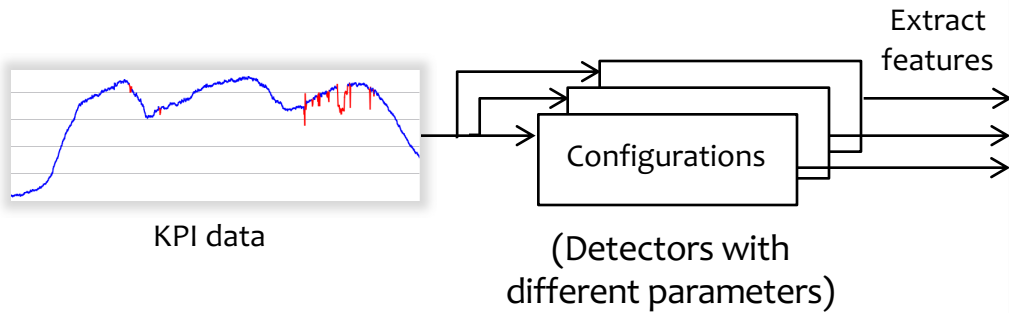 KPI data
Configurations
(Detectors with
different parameters)
Extract
features